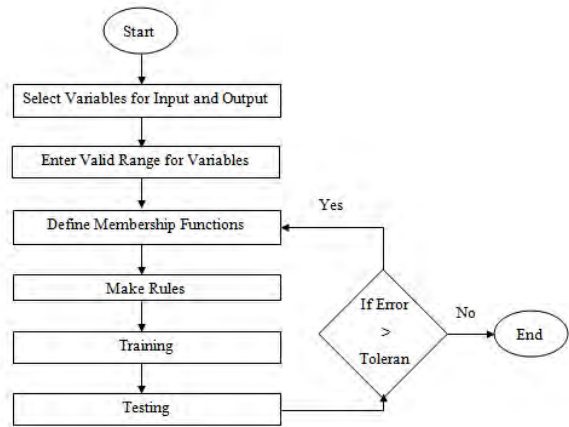 Start
Select Variables for Input and Output
Enter Valid Range for Variables
Define Membership Functions
Make Rules
Training
Testing
Yes
If Error
>
Toleran
No
End